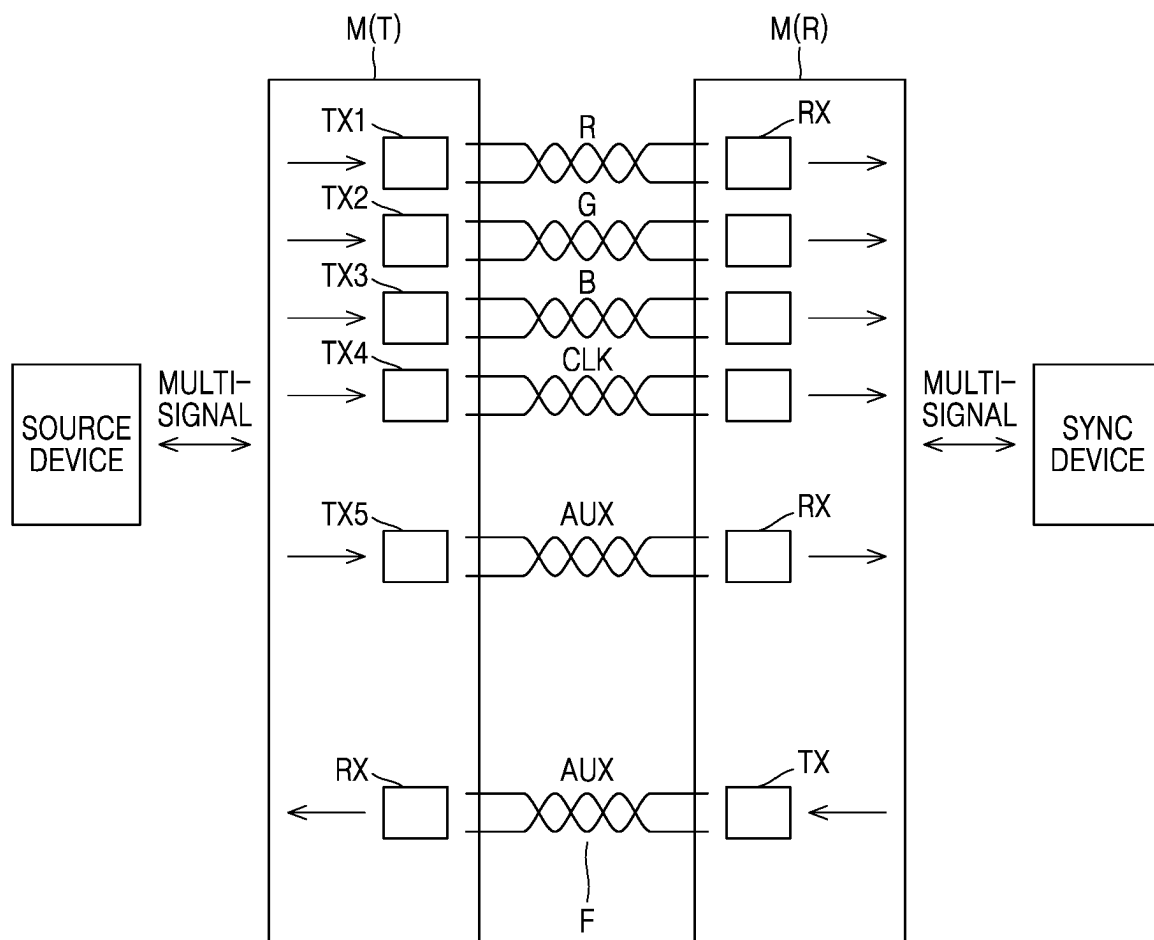 M(T)
M(R)
TX1
R
RX
TX2
G
TX3
B
TX4
CLK
SOURCE
DEVICE
MULTI-
SIGNAL
MULTI-
SIGNAL
SYNC
DEVICE
TX5
AUX
RX
RX
AUX
TX
F